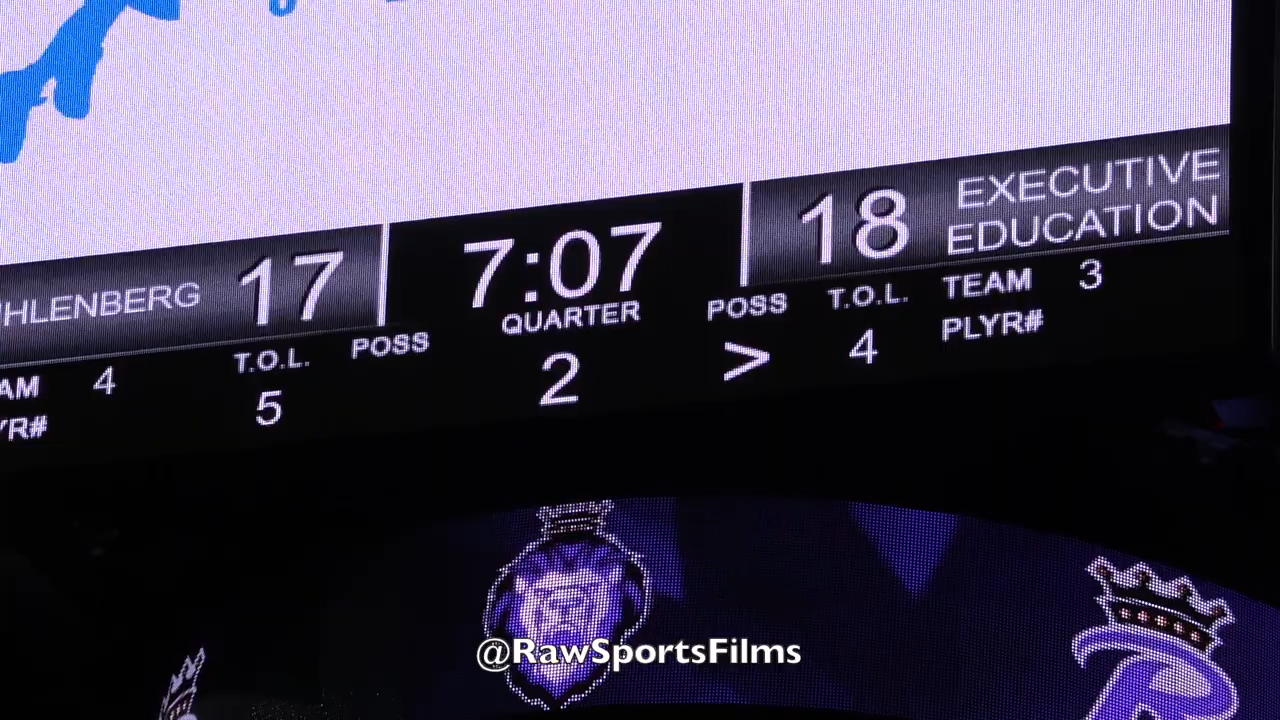 HLENBERG 17
7:07
18 EXECUTIVE
EDUCATION
QUARTER
2
POSS
>
T.O.L.
4
TEAM 3
PLYR#
AM 4
YR#
T.O.L.
5
POSS
R
@RawSportsFilms